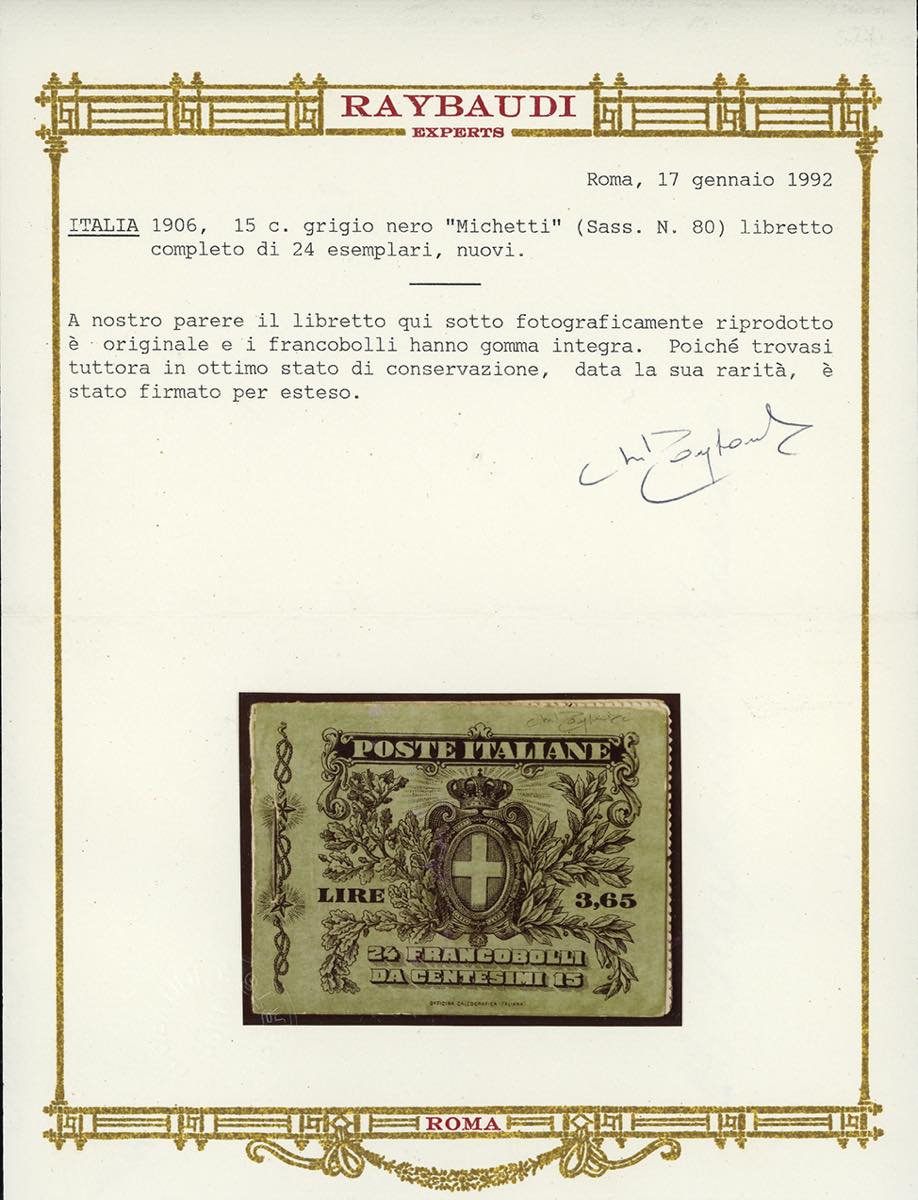 RAYBAUDI
EXPERTS
Roma, 17 gennaio 1992
ITALIA 1906, 15 c. grigio nero "Michetti" (Sass. N. 80) libretto
completo di 24 esemplari, nuovi.
A nostro parere il libretto qui sotto fotograficamente riprodotto
è originale e i francobolli hanno gomma integra. Poiché trovasi
tuttora in ottimo stato di conservazione, data la sua rarità, è
stato firmato per esteso.
POSTE ITALIANE
LIRE 3,65
24 FRANCOBOLLI
DA CENTESIMI 15
OFFICINA CALCOGRAFICA ITALIANA
ROMA